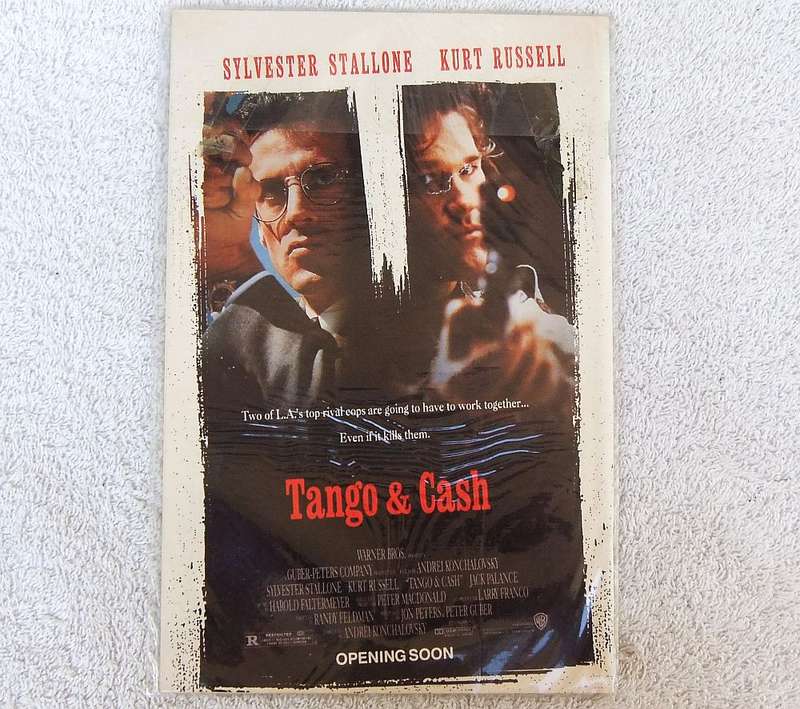 SYLVESTER STALLONE KURT RUSSELL
Two of L.A.'s top rival cops are going to have to work together...
Even if it kills them.
Tango & Cash
WARNER BROS.
GUBER-PETERS COMPANY ANDREI KONCHALOVSKY
SYLVESTER STALLONE KURT RUSSELL "TANGO & CASH" JACK PALANCE
HAROLD FALTERMEYER PETER MACDONALD LARRY FRANCO
RANDY FELDMAN JON PETERS PETER GUBER
ANDREI KONCHALOVSKY
R RESTRICTED
WB
OPENING SOON